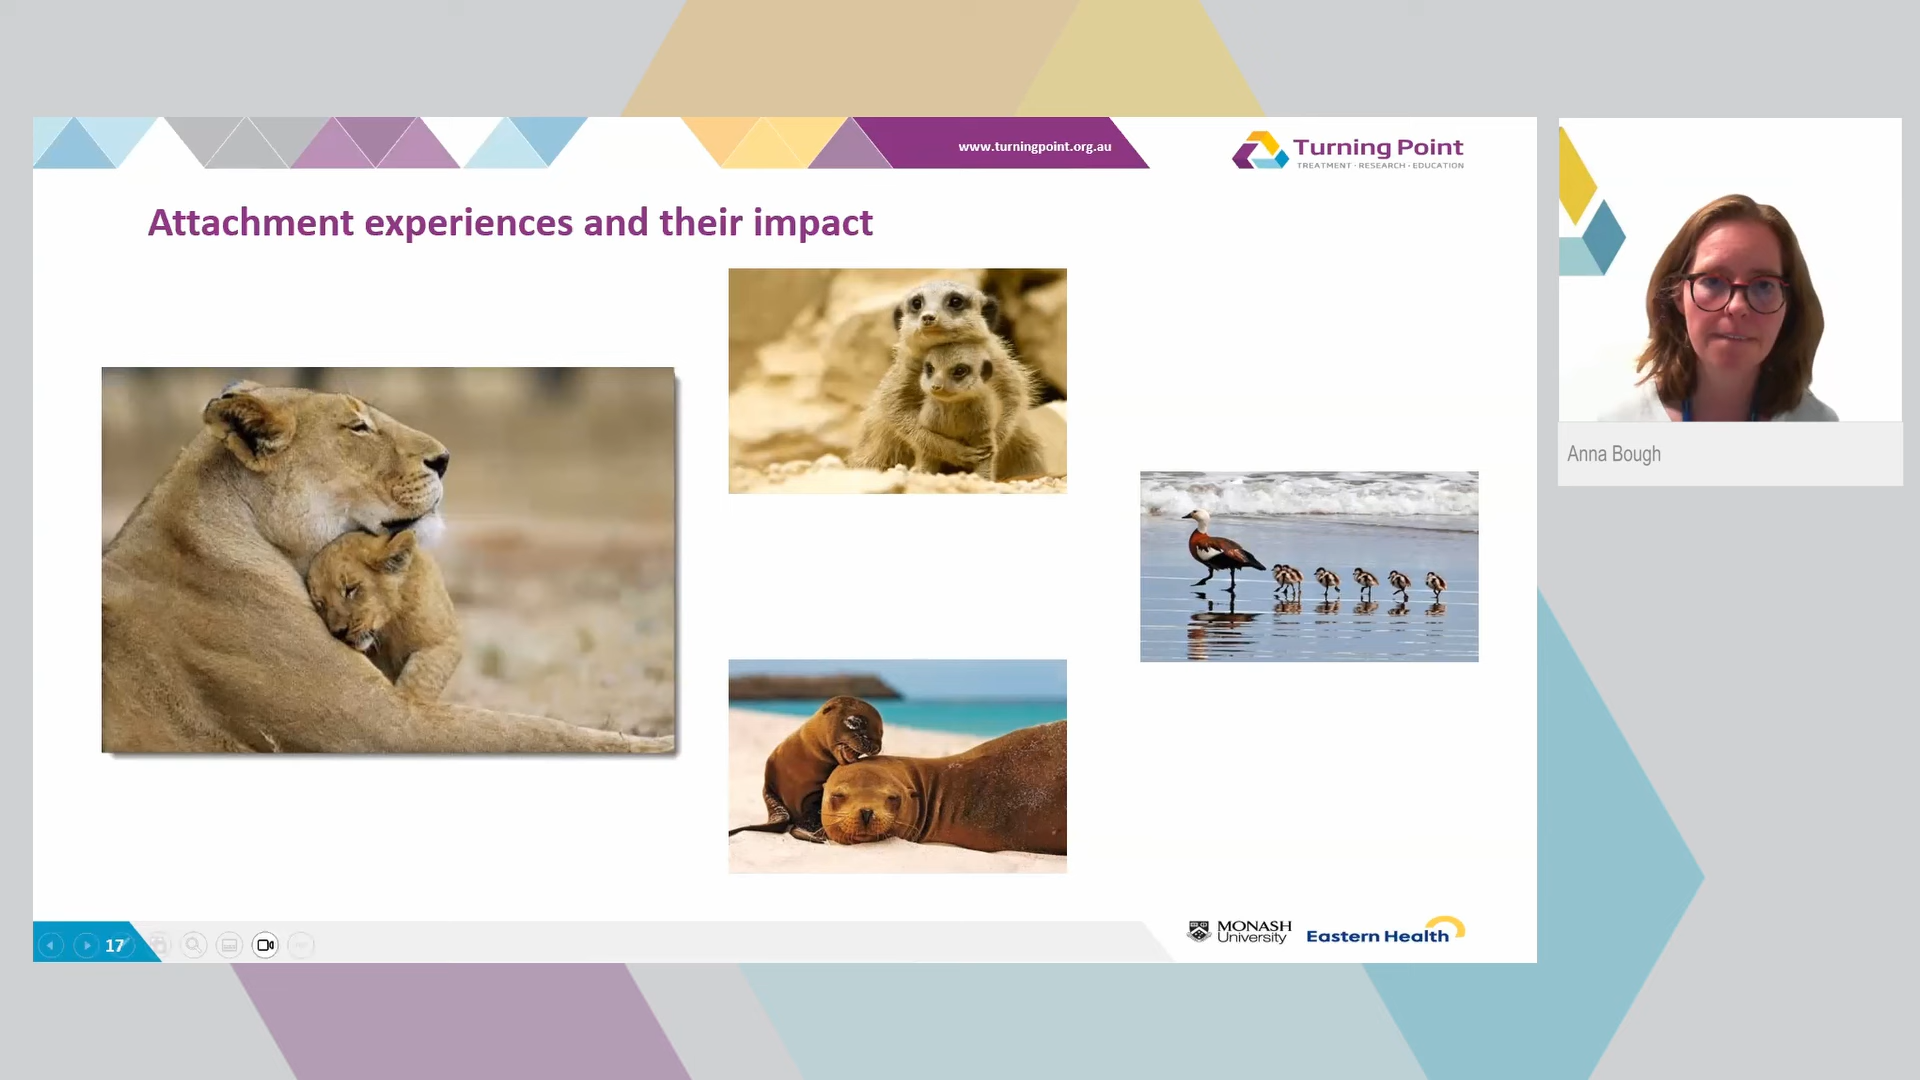 www.turningpoint.org.au
Turning Point
TREATMENT · RESEARCH · EDUCATION
Attachment experiences and their impact
Anna Bough
17
MONASH
University
Eastern Health